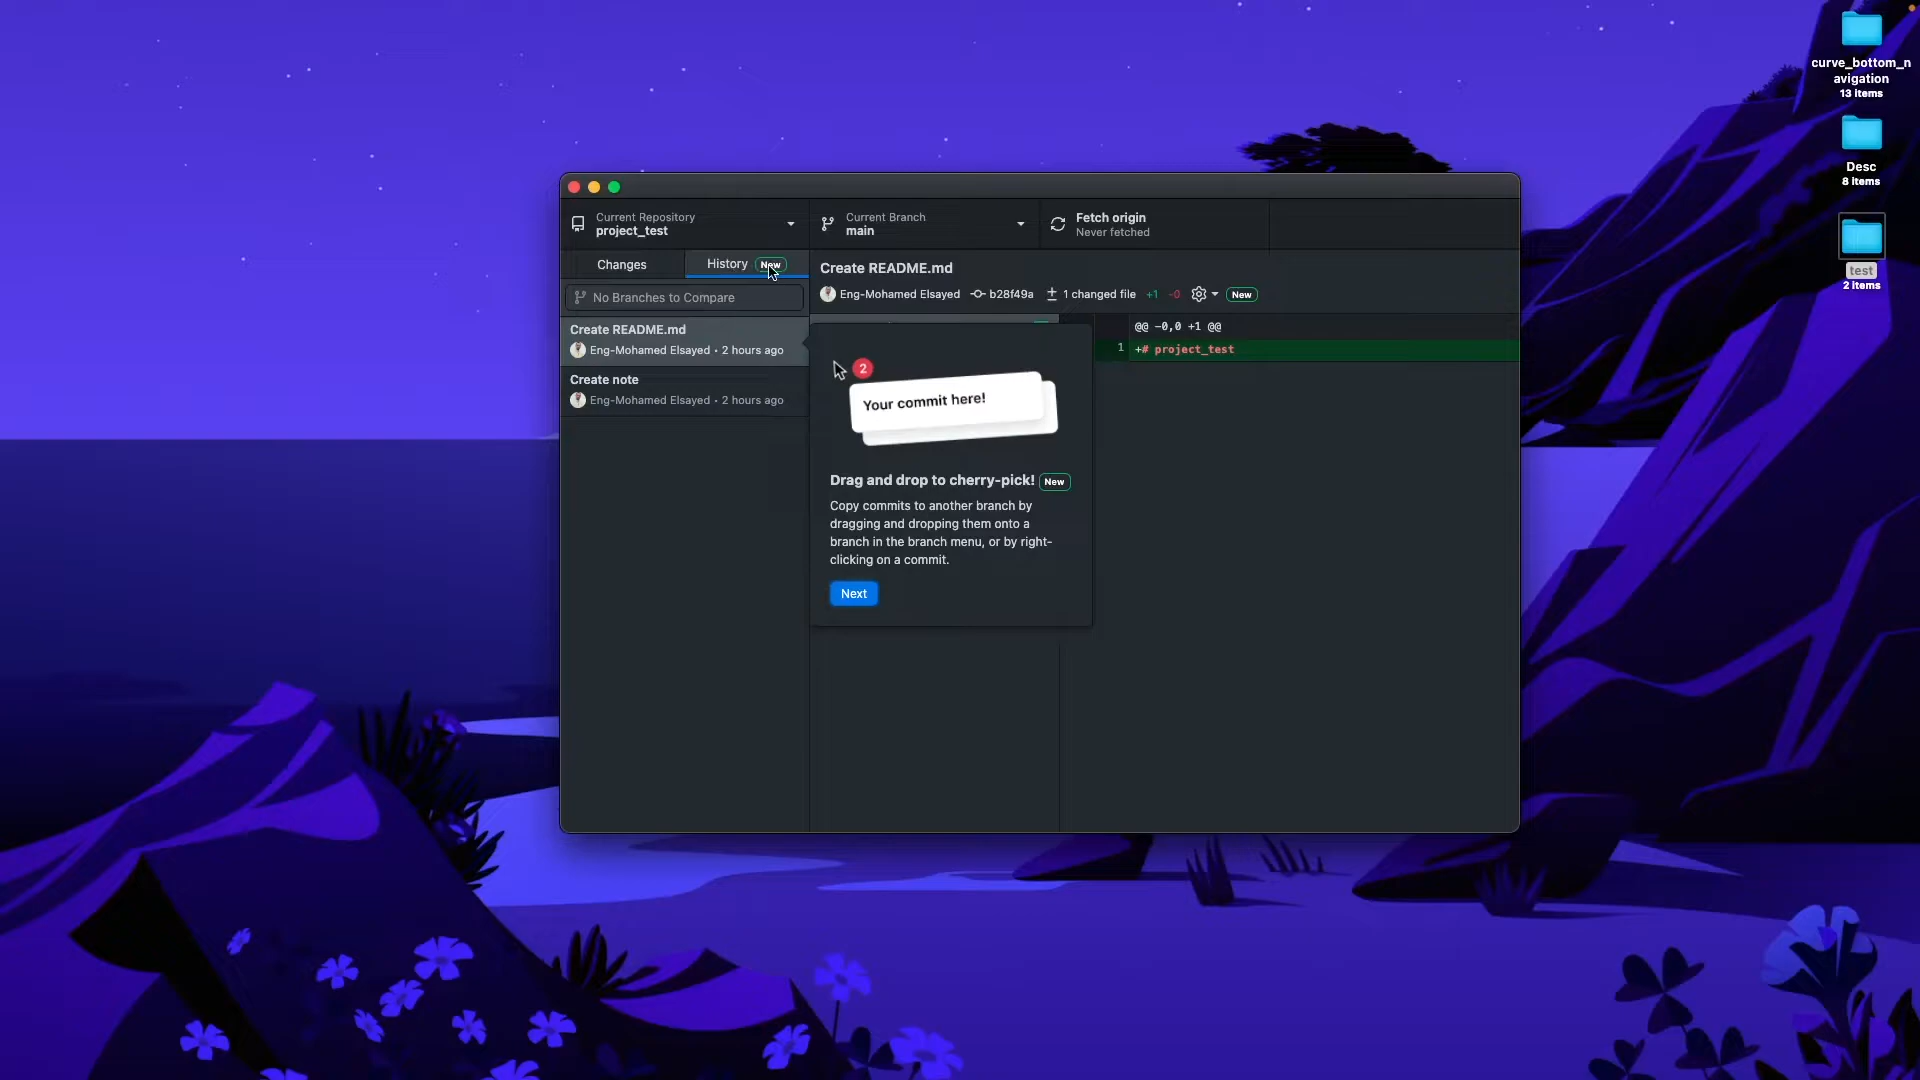 curve_bottom_n
avigation
13 items
Desc
8 items
test
2 items
Current Repository
project_test
Current Branch
main
Fetch origin
Never fetched
Changes
History New
No Branches to Compare
Create README.md
Eng-Mohamed Elsayed • 2 hours ago
Create note
Eng-Mohamed Elsayed • 2 hours ago
Create README.md
Eng-Mohamed Elsayed b28f49a 1 changed file +1 -0 New
@@ -0,0 +1 @@
1 +# project_test
2
Your commit here!
Drag and drop to cherry-pick! New
Copy commits to another branch by
dragging and dropping them onto a
branch in the branch menu, or by right-
clicking on a commit.
Next